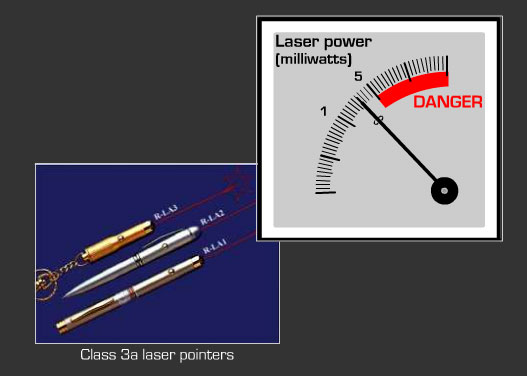 Laser power
(milliwatts)
5
1
DANGER
R-LA3
R-LA2
R-LA1
Class 3a laser pointers